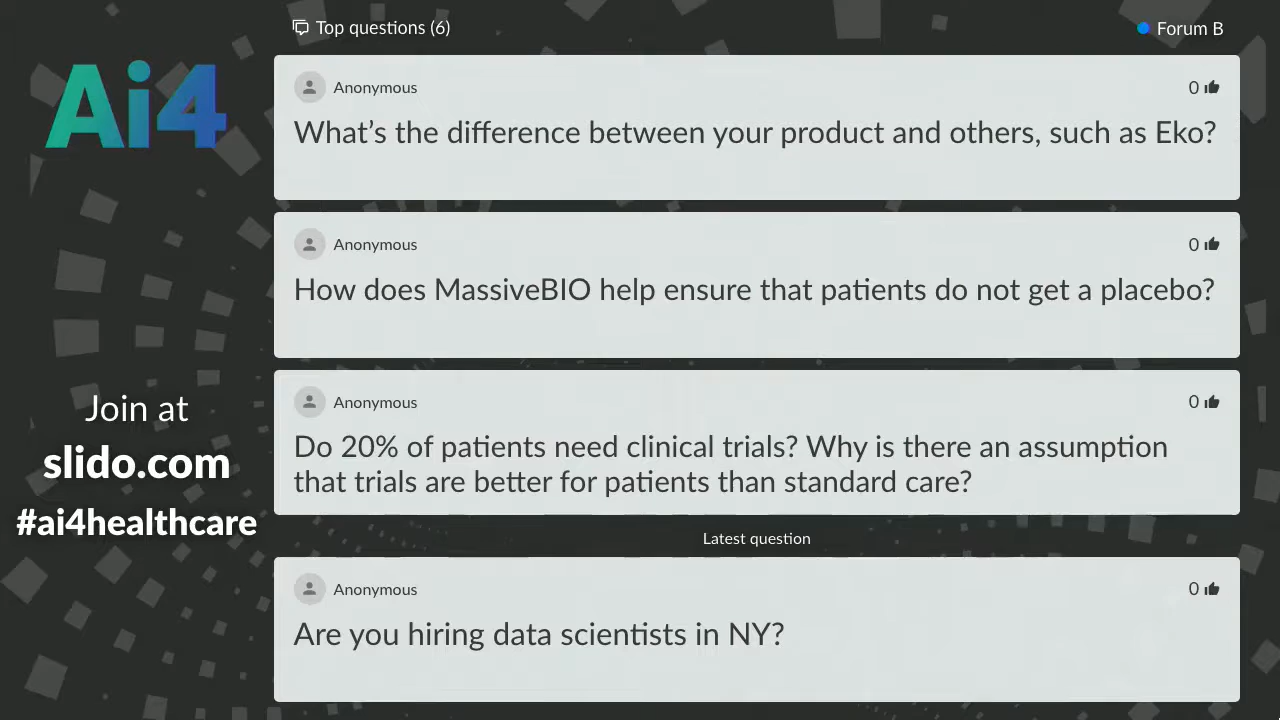 Ai4
Join at
slido.com
#ai4healthcare
Top questions (6)
Forum B
Anonymous
0
What's the difference between your product and others, such as Eko?
Anonymous
0
How does MassiveBIO help ensure that patients do not get a placebo?
Anonymous
0
Do 20% of patients need clinical trials? Why is there an assumption
that trials are better for patients than standard care?
Latest question
Anonymous
0
Are you hiring data scientists in NY?